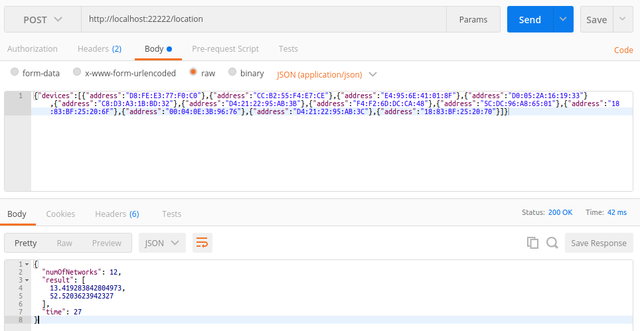 POST http://localhost:22222/location Params Send Save
Authorization Headers (2) Body Pre-request Script Tests Code
form-data x-www-form-urlencoded raw binary JSON (application/json)
1 {"devices":[{"address":"D8:FE:E3:77:F0:C0"},{"address":"CC:B2:55:F4:E7:CE"},{"address":"E4:95:6E:41:01:8F"},{"address":"D0:05:2A:16:19:33"}
,{"address":"C8:D3:A3:1B:BD:32"},{"address":"D4:21:22:95:AB:3B"},{"address":"F4:F2:6D:DC:CA:48"},{"address":"5C:DC:96:A8:65:01"},{"address":"18
:83:BF:25:20:6F"},{"address":"00:04:0E:3B:96:76"},{"address":"D4:21:22:95:AB:3C"},{"address":"18:83:BF:25:20:70"}]}
Body Cookies Headers (6) Tests Status: 200 OK Time: 42 ms
Pretty Raw Preview JSON Save Response
1 {
2 "numOfNetworks": 12,
3 "result": [
4 13.419283842804973,
5 52.5203623942327
6 ],
7 "time": 27
8 }